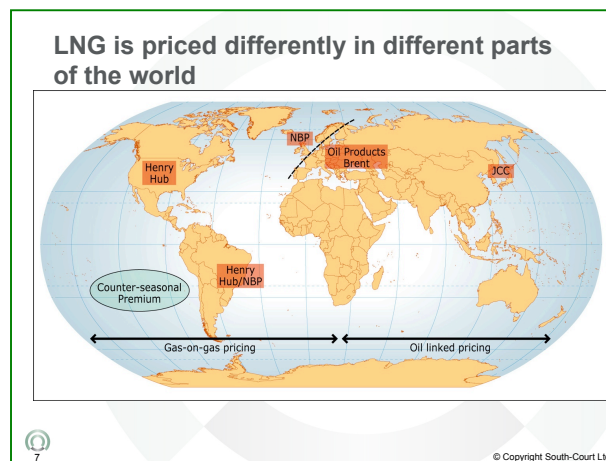 LNG is priced differently in different parts
of the world
NBP
Oil Products
Brent
Henry
Hub
JCC
Henry
Hub/NBP
Counter-seasonal
Premium
Gas-on-gas pricing
Oil linked pricing
7
© Copyright South-Court Ltd